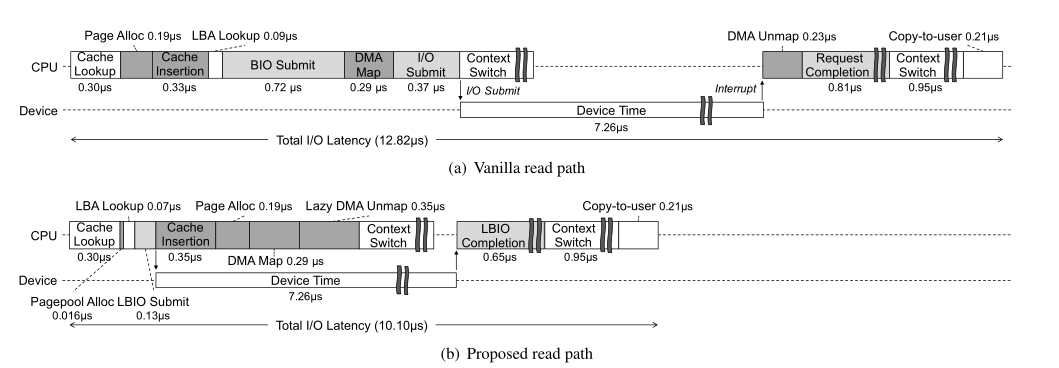 Page Alloc 0.19μs
LBA Lookup 0.09μs
DMA Unmap 0.23μs
Copy-to-user 0.21μs
CPU
Cache Lookup
Cache Insertion
BIO Submit
DMA Map
I/O Submit
Context Switch
Request Completion
Context Switch
0.30μs
0.33μs
0.72 μs
0.29 μs
0.37 μs
I/O Submit
Interrupt
0.81μs
0.95μs
Device
Device Time
7.26μs
Total I/O Latency (12.82μs)
(a) Vanilla read path
LBA Lookup 0.07μs
Page Alloc 0.19μs
Lazy DMA Unmap 0.35μs
Copy-to-user 0.21μs
CPU
Cache Lookup
Cache Insertion
Context Switch
LBIO Completion
Context Switch
0.30μs
0.35μs
DMA Map 0.29 μs
0.65μs
0.95μs
Device
Device Time
7.26μs
Pagepool Alloc
0.016μs
LBIO Submit
0.13μs
Total I/O Latency (10.10μs)
(b) Proposed read path